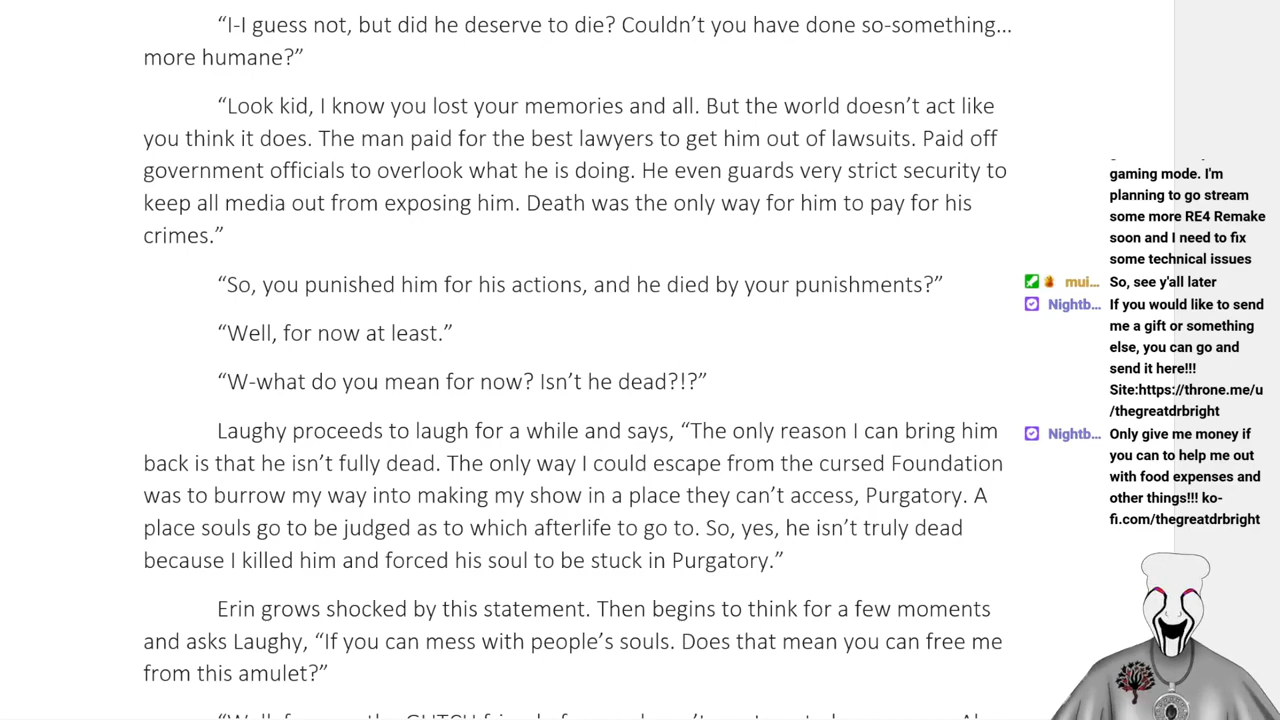 “I-I guess not, but did he deserve to die? Couldn’t you have done so-something…
more humane?”
“Look kid, I know you lost your memories and all. But the world doesn’t act like
you think it does. The man paid for the best lawyers to get him out of lawsuits. Paid off
government officials to overlook what he is doing. He even guards very strict security to
keep all media out from exposing him. Death was the only way for him to pay for his
crimes.”
“So, you punished him for his actions, and he died by your punishments?”
“Well, for now at least.”
“W-what do you mean for now? Isn’t he dead?!?”
Laughy proceeds to laugh for a while and says, “The only reason I can bring him
back is that he isn’t fully dead. The only way I could escape from the cursed Foundation
was to burrow my way into making my show in a place they can’t access, Purgatory. A
place souls go to be judged as to which afterlife to go to. So, yes, he isn’t truly dead
because I killed him and forced his soul to be stuck in Purgatory.”
Erin grows shocked by this statement. Then begins to think for a few moments
and asks Laughy, “If you can mess with people’s souls. Does that mean you can free me
from this amulet?”
gaming mode. I'm
planning to go stream
some more RE4 Remake
soon and I need to fix
some technical issues
mui... So, see y'all later
Nightb... If you would like to send
me a gift or something
else, you can go and
send it here!!!
Site:https://throne.me/u
/thegreatdrbright
Nightb... Only give me money if
you can to help me out
with food expenses and
other things!!! ko-
fi.com/thegreatdrbright